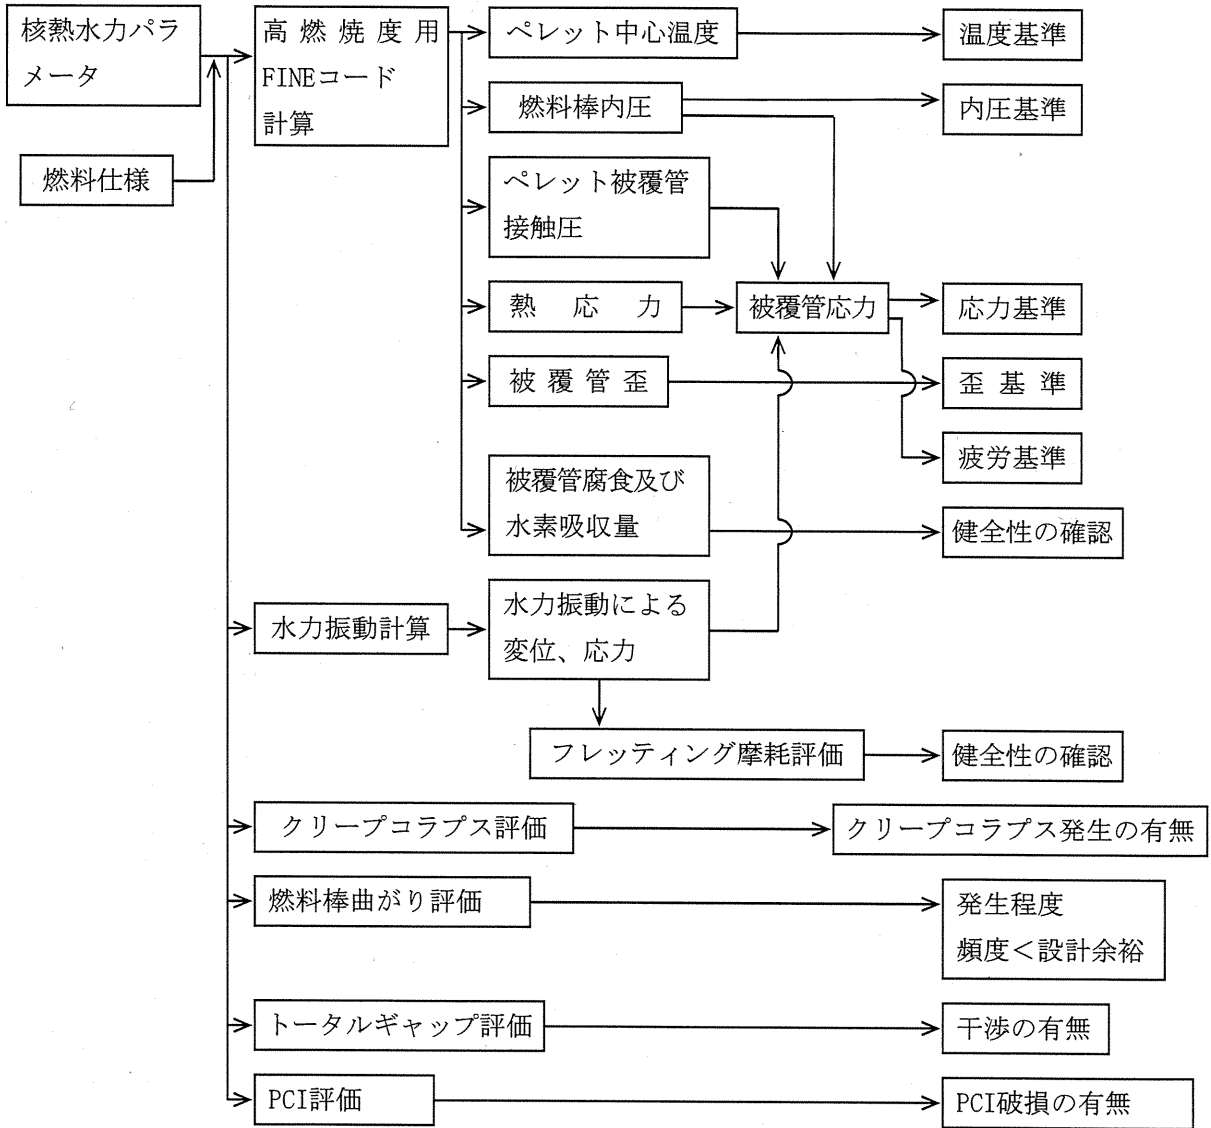 核熱水力パラ
メータ
燃料仕様
高燃焼度用
FINEコード
計算
ペレット中心温度
温度基準
燃料棒内圧
内圧基準
ペレット被覆管
接触圧
熱応力
被覆管応力
応力基準
被覆管歪
歪基準
疲労基準
被覆管腐食及び
水素吸収量
健全性の確認
水力振動計算
水力振動による
変位、応力
フレッティング摩耗評価
健全性の確認
クリープコラプス評価
クリープコラプス発生の有無
燃料棒曲がり評価
発生程度
頻度＜設計余裕
トータルギャップ評価
干渉の有無
PCI評価
PCI破損の有無